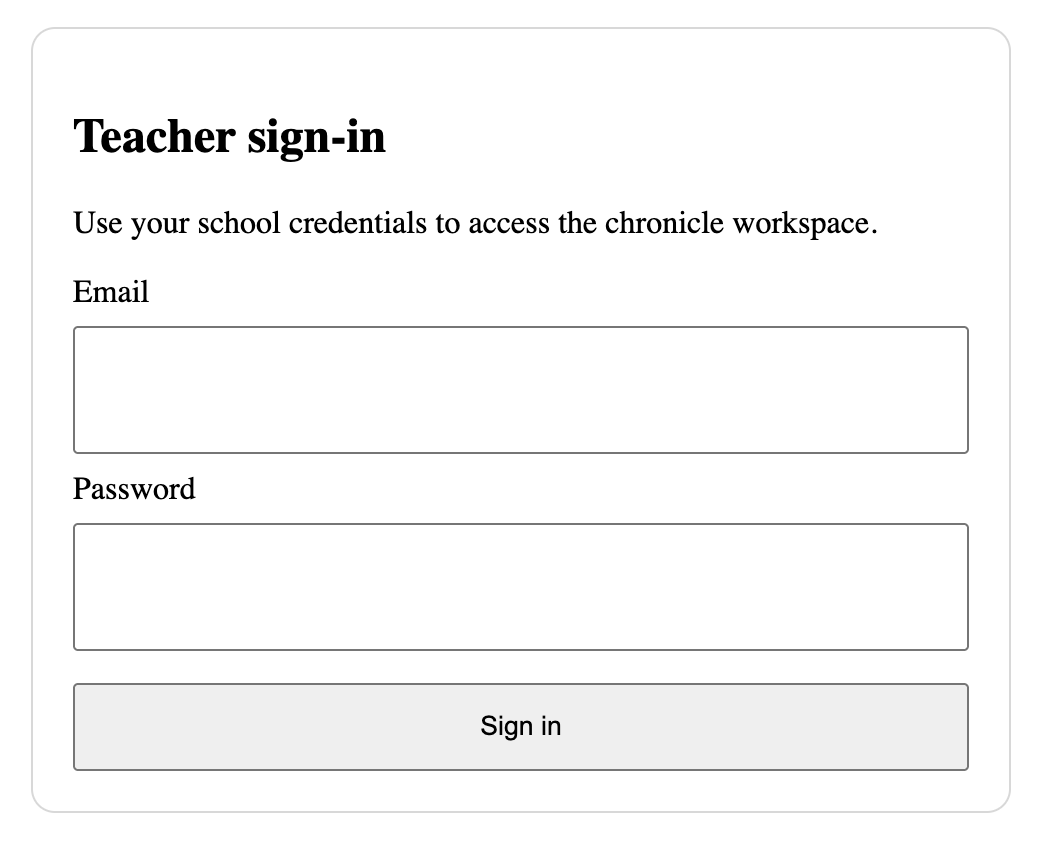 Teacher sign-in
Use your school credentials to access the chronicle workspace.
Email
Password
Sign in